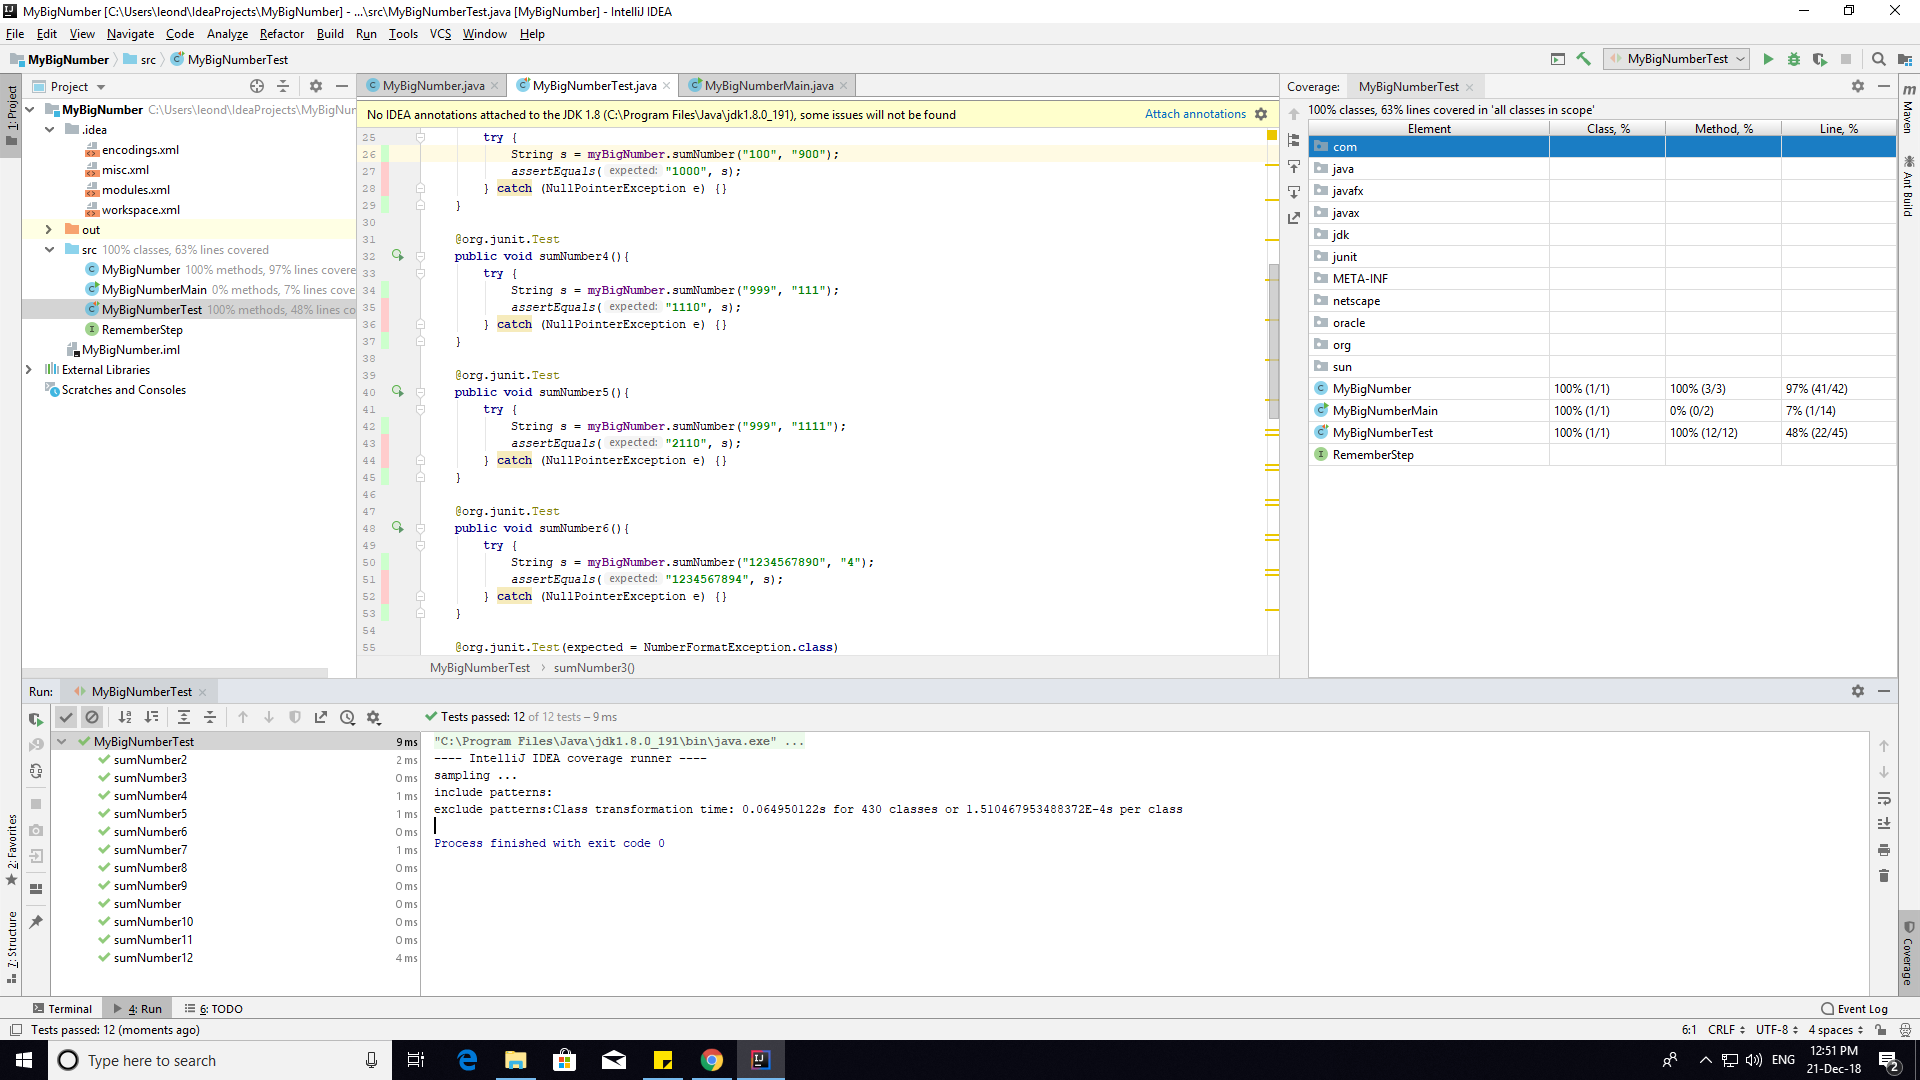 MyBigNumber [C:\Users\leond\IdeaProjects\MyBigNumber] - ...\src\MyBigNumberTest.java [MyBigNumber] - IntelliJ IDEA
File Edit View Navigate Code Analyze Refactor Build Run Tools VCS Window Help
MyBigNumber src MyBigNumberTest
MyBigNumberTest
1: Project
Project
MyBigNumber C:\Users\leond\IdeaProjects\MyBigNur
.idea
encodings.xml
misc.xml
modules.xml
workspace.xml
out
src 100% classes, 63% lines covered
MyBigNumber 100% methods, 97% lines covere
MyBigNumberMain 0% methods, 7% lines cove
MyBigNumberTest 100% methods, 48% lines co
RememberStep
MyBigNumber.iml
External Libraries
Scratches and Consoles
MyBigNumber.java MyBigNumberTest.java MyBigNumberMain.java
No IDEA annotations attached to the JDK 1.8 (C:\Program Files\Java\jdk1.8.0_191), some issues will not be found Attach annotations
25 try {
26 String s = myBigNumber.sumNumber("100", "900");
27 assertEquals( expected: "1000", s);
28 } catch (NullPointerException e) {}
29 }
30
31 @org.junit.Test
32 public void sumNumber4(){
33 try {
34 String s = myBigNumber.sumNumber("999", "111");
35 assertEquals( expected: "1110", s);
36 } catch (NullPointerException e) {}
37 }
38
39 @org.junit.Test
40 public void sumNumber5(){
41 try {
42 String s = myBigNumber.sumNumber("999", "1111");
43 assertEquals( expected: "2110", s);
44 } catch (NullPointerException e) {}
45 }
46
47 @org.junit.Test
48 public void sumNumber6(){
49 try {
50 String s = myBigNumber.sumNumber("1234567890", "4");
51 assertEquals( expected: "1234567894", s);
52 } catch (NullPointerException e) {}
53 }
54
55 @org.junit.Test(expected = NumberFormatException.class)
MyBigNumberTest sumNumber3()
Coverage: MyBigNumberTest
100% classes, 63% lines covered in 'all classes in scope'
Element Class, % Method, % Line, %
com
java
javafx
javax
jdk
junit
META-INF
netscape
oracle
org
sun
MyBigNumber 100% (1/1) 100% (3/3) 97% (41/42)
MyBigNumberMain 100% (1/1) 0% (0/2) 7% (1/14)
MyBigNumberTest 100% (1/1) 100% (12/12) 48% (22/45)
RememberStep
Maven
Ant Build
Run: MyBigNumberTest
Tests passed: 12 of 12 tests – 9 ms
MyBigNumberTest 9 ms
sumNumber2 2 ms
sumNumber3 0 ms
sumNumber4 1 ms
sumNumber5 1 ms
sumNumber6 0 ms
sumNumber7 1 ms
sumNumber8 0 ms
sumNumber9 0 ms
sumNumber 0 ms
sumNumber10 0 ms
sumNumber11 0 ms
sumNumber12 4 ms
"C:\Program Files\Java\jdk1.8.0_191\bin\java.exe" ...
---- IntelliJ IDEA coverage runner ----
sampling ...
include patterns:
exclude patterns:Class transformation time: 0.064950122s for 430 classes or 1.510467953488372E-4s per class
Process finished with exit code 0
2: Favorites
7: Structure
Coverage
Terminal 4: Run 6: TODO Event Log
Tests passed: 12 (moments ago) 6:1 CRLF UTF-8 4 spaces
Type here to search
ENG
12:51 PM
21-Dec-18
2